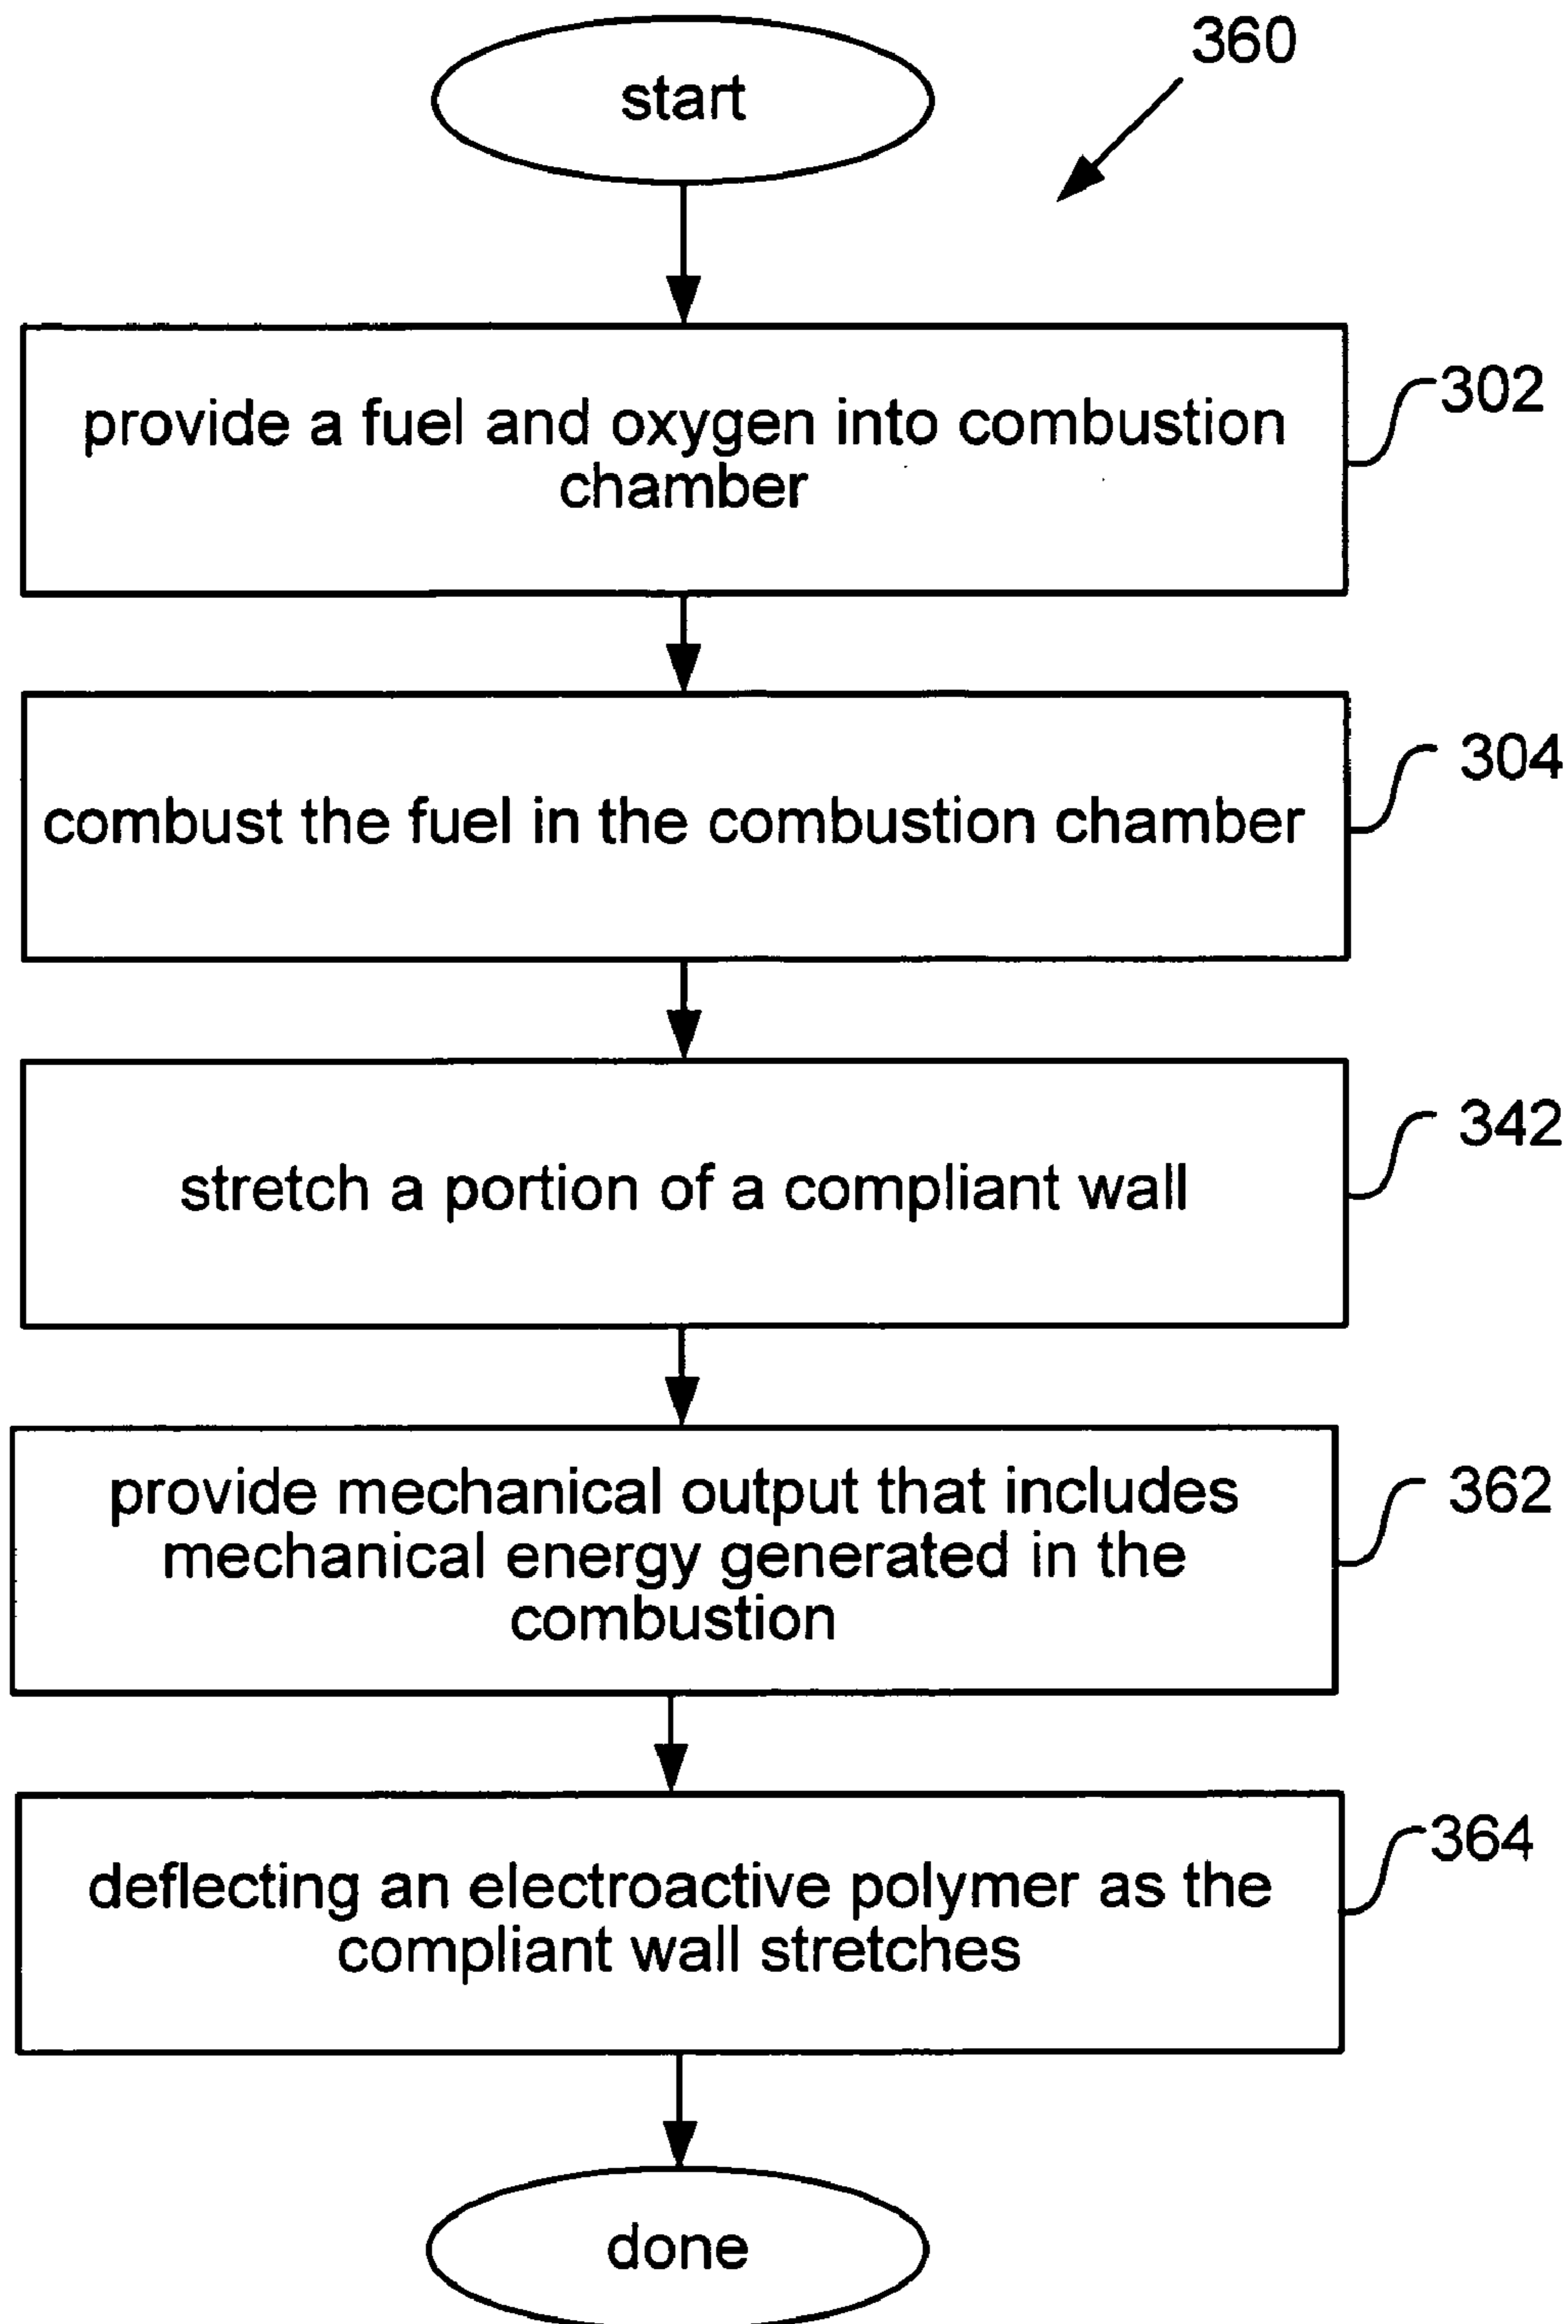 360
start
302
provide a fuel and oxygen into combustion
chamber
304
combust the fuel in the combustion chamber
342
stretch a portion of a compliant wall
362
provide mechanical output that includes
mechanical energy generated in the
combustion
364
deflecting an electroactive polymer as the
compliant wall stretches
done